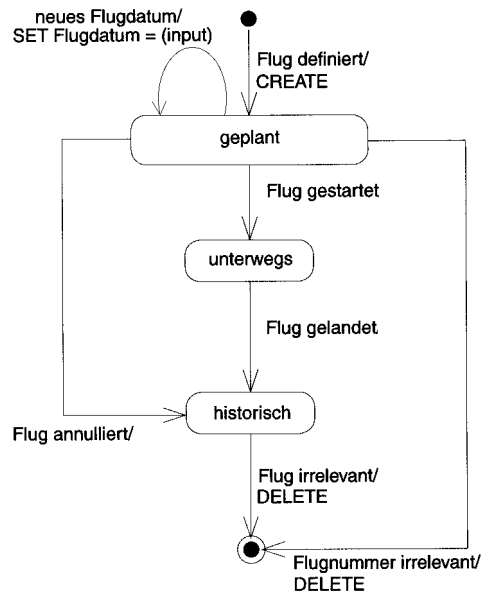 neues Flugdatum/
SET Flugdatum = (input)
Flug definiert/
CREATE
geplant
Flug gestartet
unterwegs
Flug gelandet
historisch
Flug annulliert/
Flug irrelevant/
DELETE
Flugnummer irrelevant/
DELETE